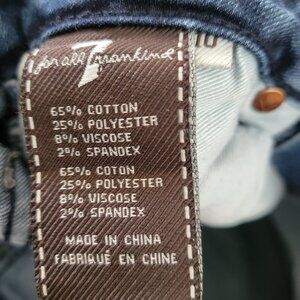 7
for all mankind
10
65% COTTON
25% POLYESTER
8% VISCOSE
2% SPANDEX
65% COTON
25% POLYESTER
8% VISCOSE
2% SPANDEX
MADE IN CHINA
FABRIQUÉ EN CHINE